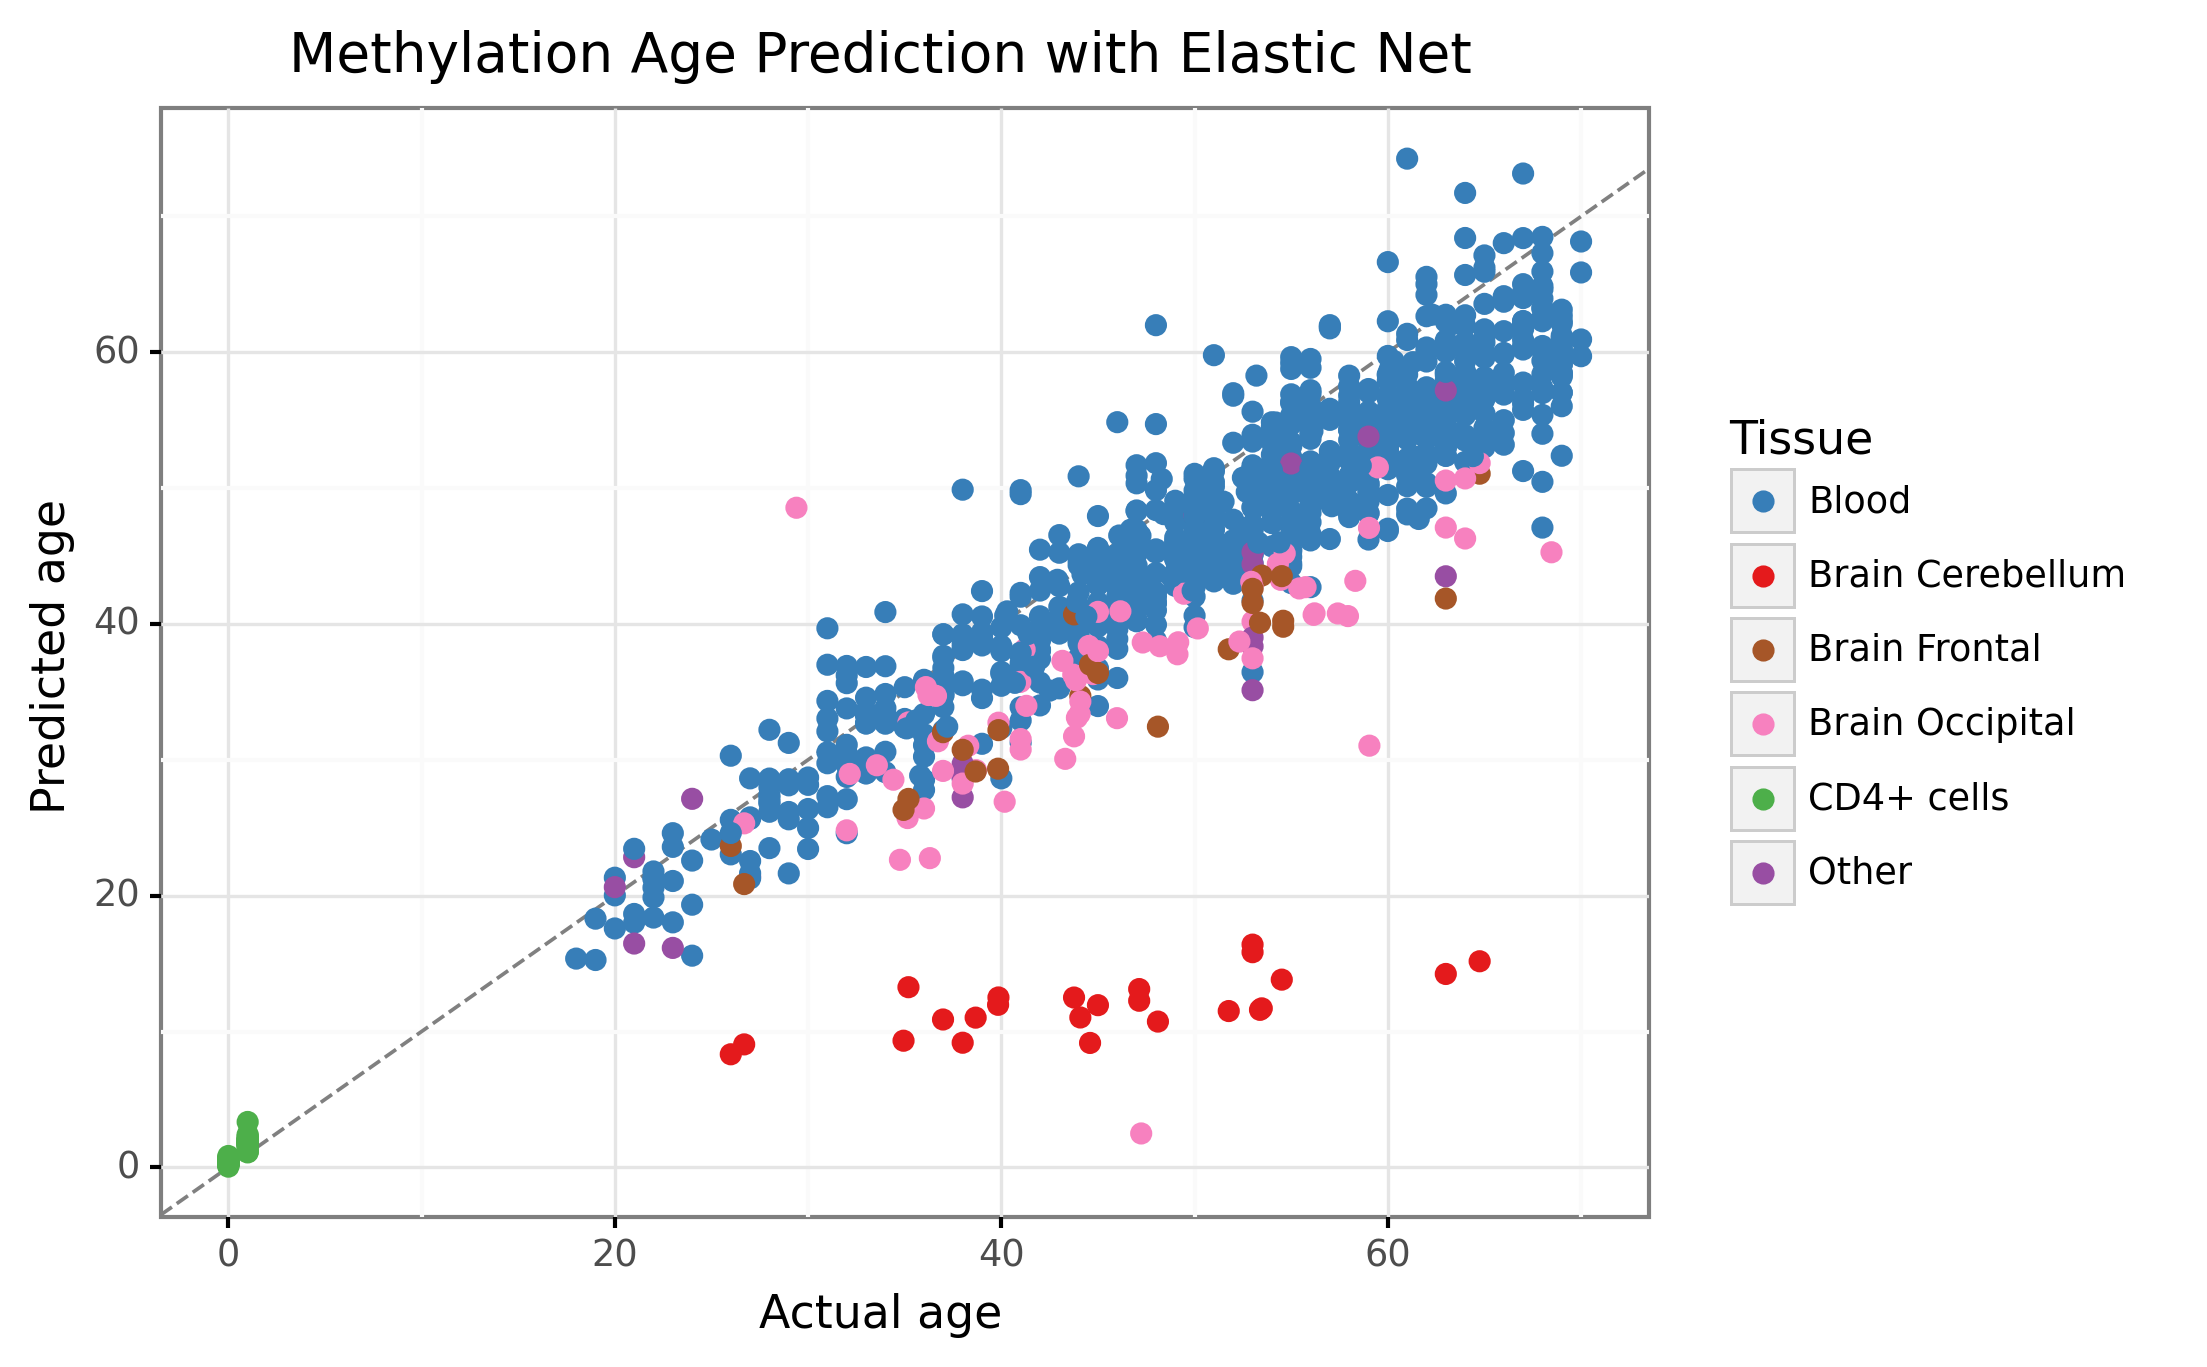 Methylation Age Prediction with Elastic Net
Predicted age
60
40
20
0
0
20
40
60
Actual age
Tissue
Blood
Brain Cerebellum
Brain Frontal
Brain Occipital
CD4+ cells
Other